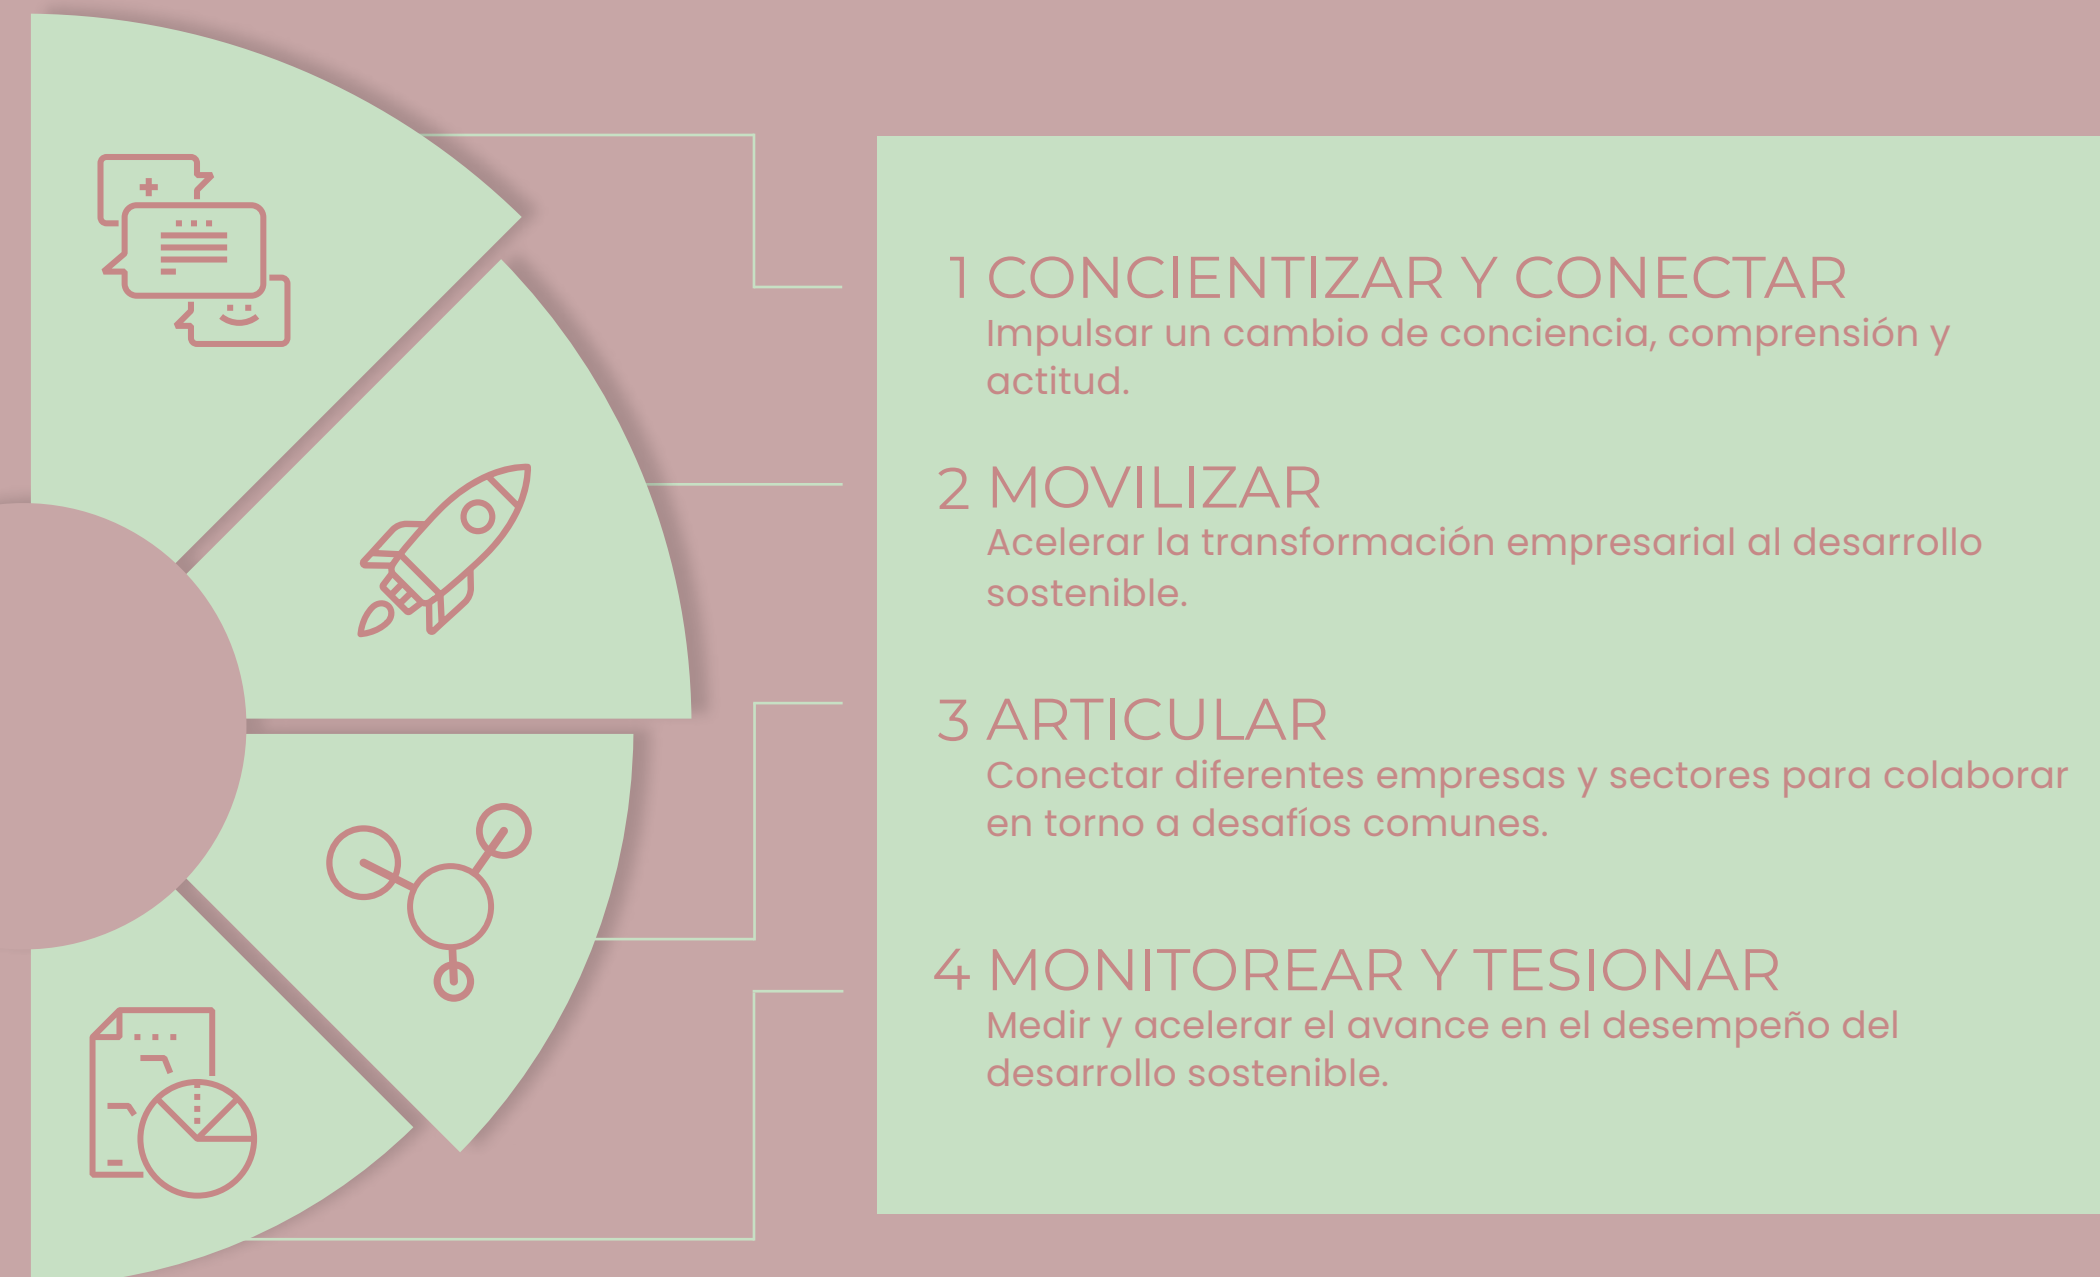 1 CONCIENTIZAR Y CONECTAR
Impulsar un cambio de conciencia, comprensión y
actitud.
2 MOVILIZAR
Acelerar la transformación empresarial al desarrollo
sostenible.
3 ARTICULAR
Conectar diferentes empresas y sectores para colaborar
en torno a desafíos comunes.
4 MONITOREAR Y TESIONAR
Medir y acelerar el avance en el desempeño del
desarrollo sostenible.